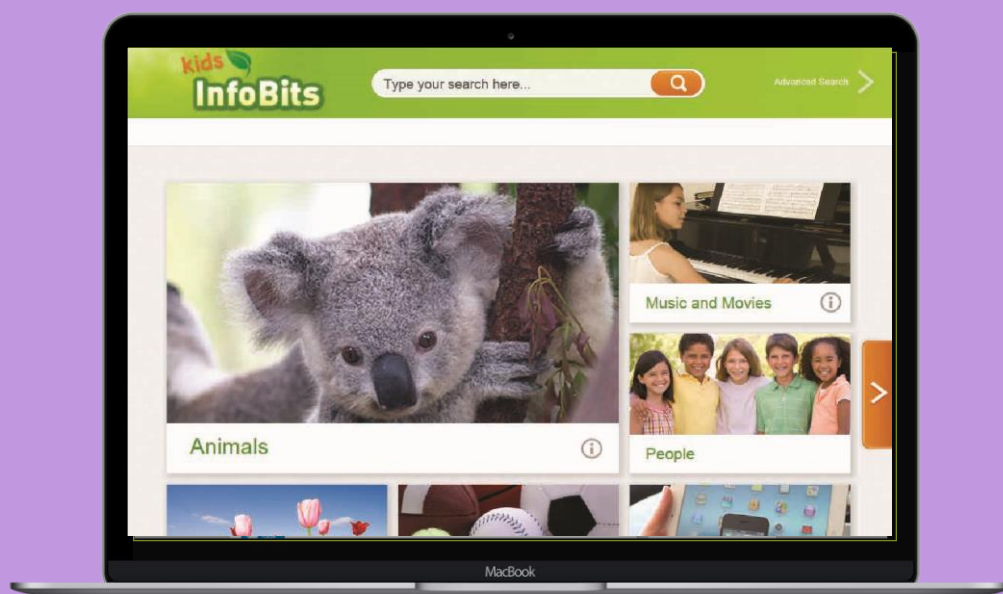 kids
InfoBits
Type your search here...
Advanced Search
Animals
Music and Movies
People
MacBook